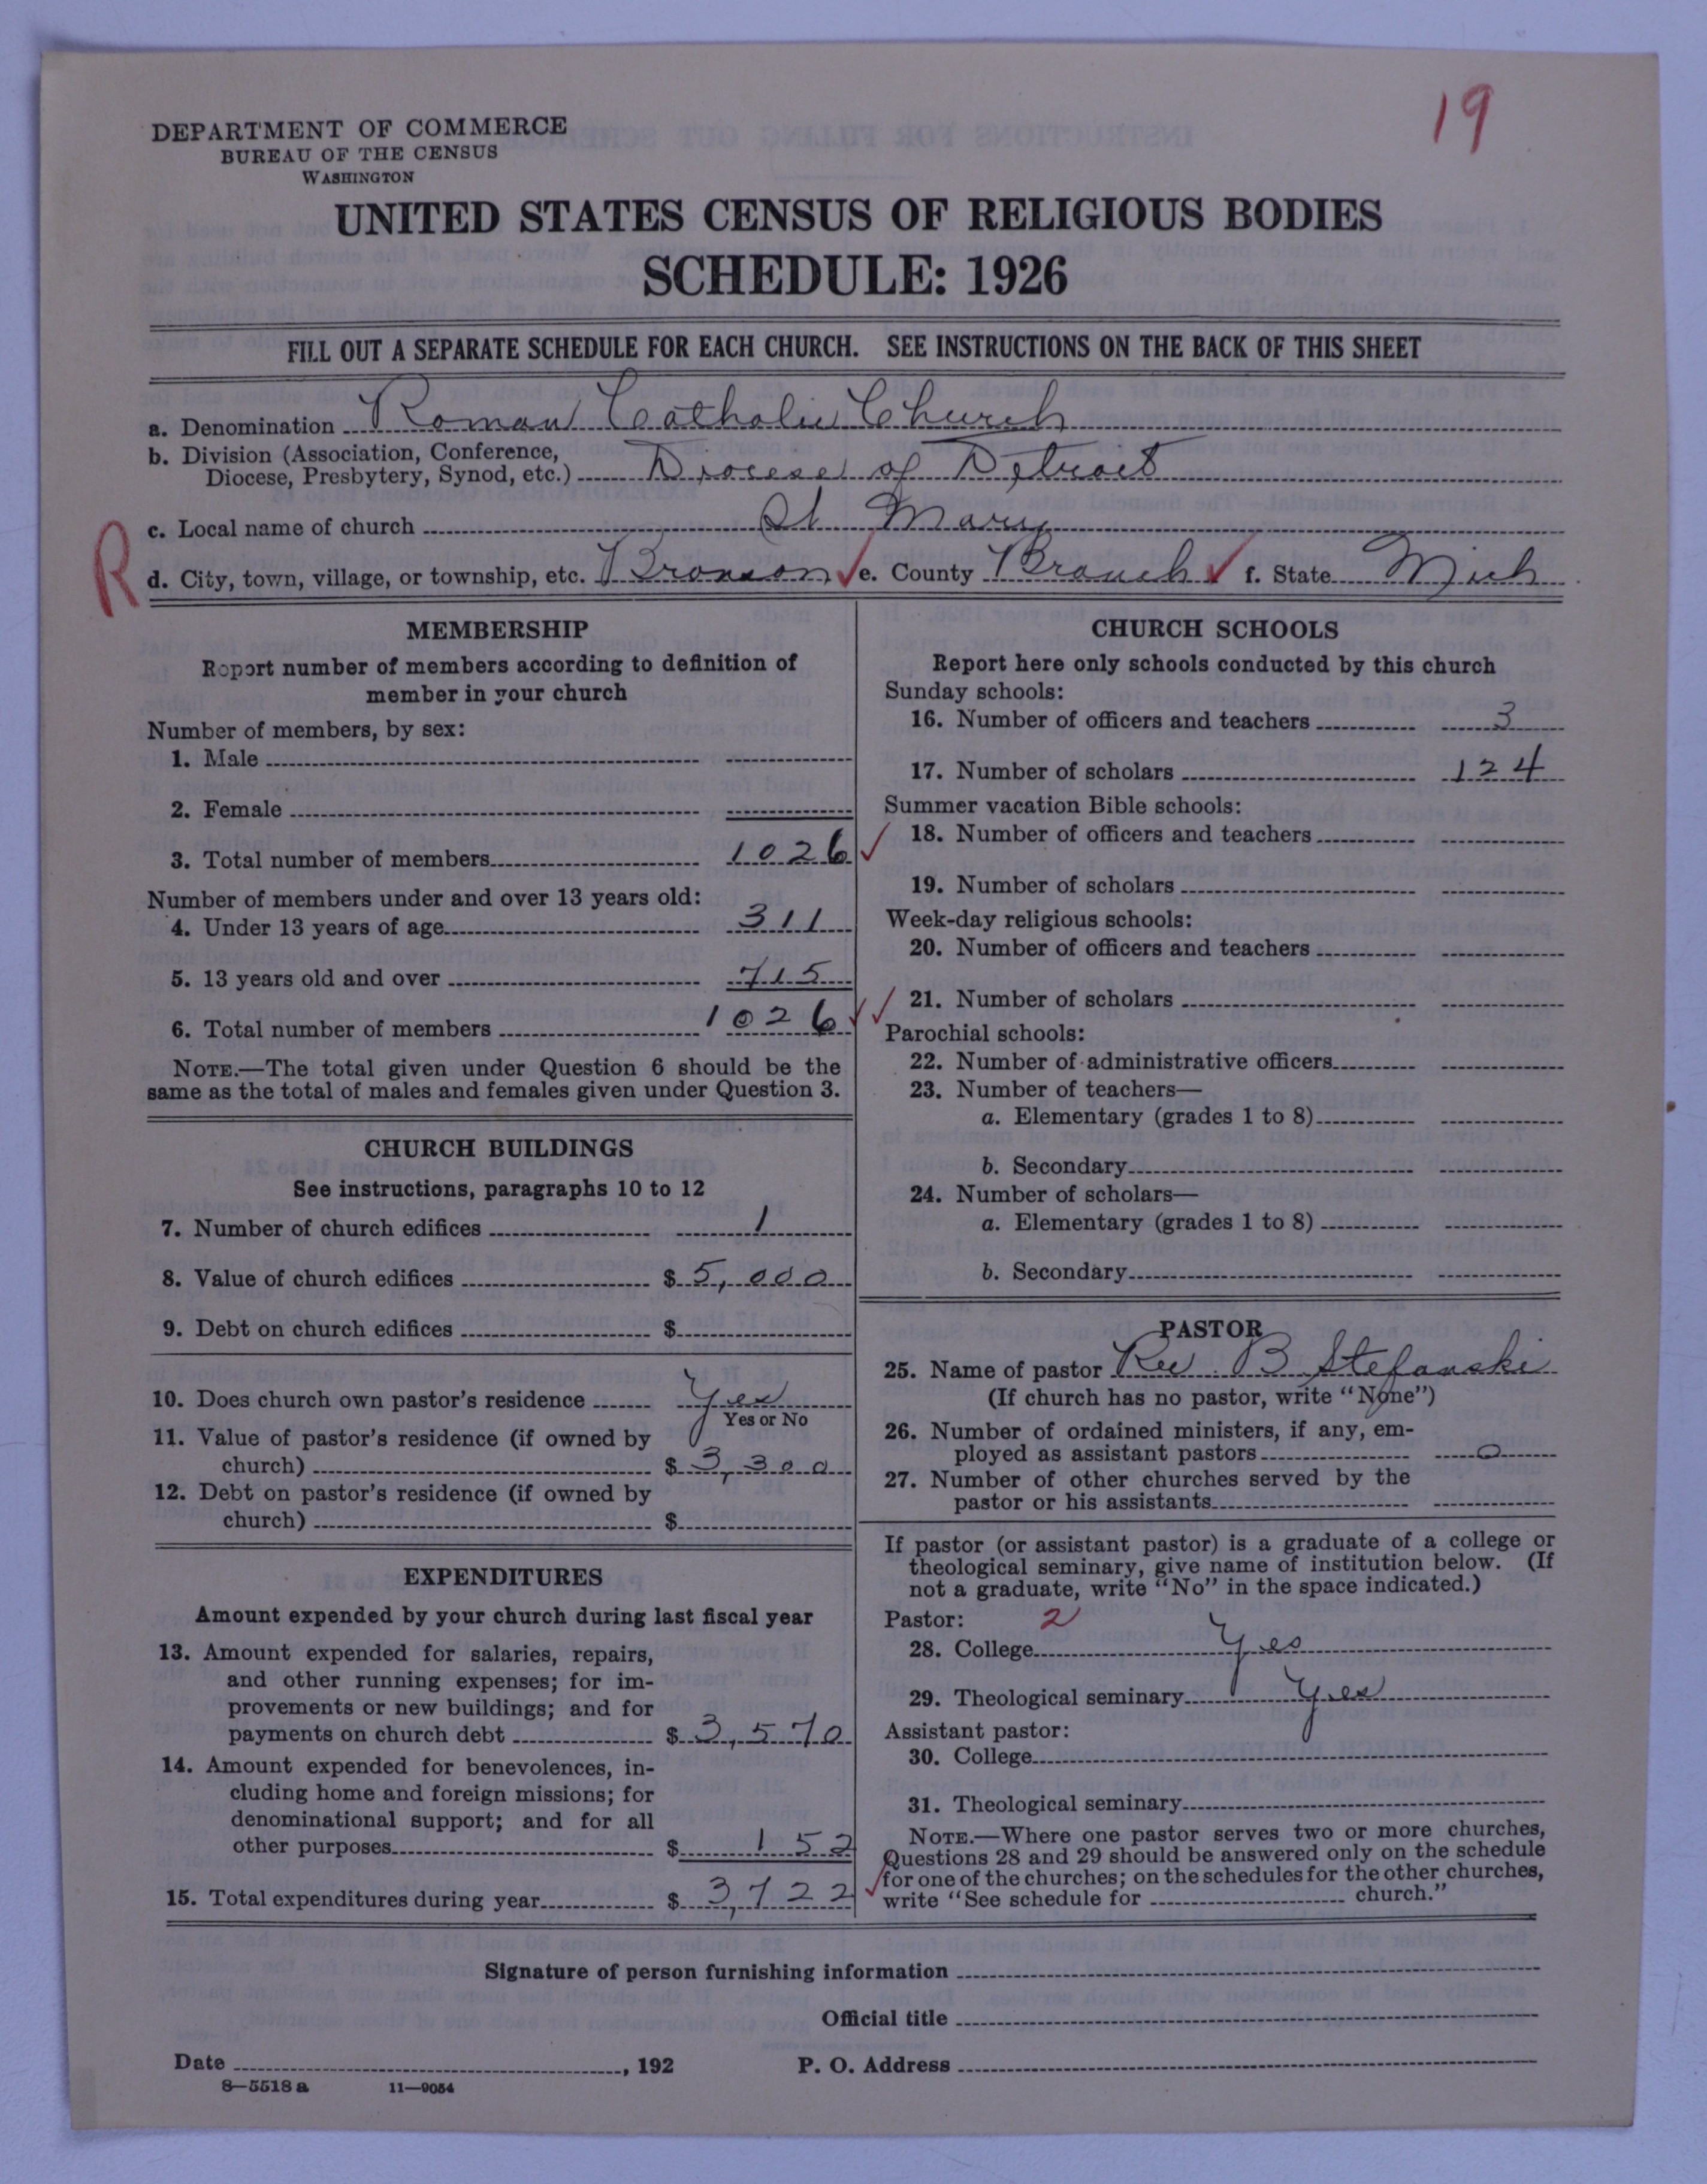 19
DEPARTMENT OF COMMERCE
BUREAU OF THE CENSUS
WASHINGTON
UNITED STATES CENSUS OF RELIGIOUS BODIES
SCHEDULE: 1926
FILL OUT A SEPARATE SCHEDULE FOR EACH CHURCH. SEE INSTRUCTIONS ON THE BACK OF THIS SHEET
a. Denomination Roman Catholic Church
b. Division (Association, Conference,
Diocese, Presbytery, Synod, etc.) Diocese of Detroit
c. Local name of church St Marys
R
d. City, town, village, or township, etc. Bronson ✓ e. County Branch ✓ f. State Mich
MEMBERSHIP
Report number of members according to definition of
member in your church
Number of members, by sex:
1. Male
2. Female
3. Total number of members 1026 ✓
Number of members under and over 13 years old:
4. Under 13 years of age 311
5. 13 years old and over 715
6. Total number of members 1026 ✓✓
NOTE.—The total given under Question 6 should be the
same as the total of males and females given under Question 3.
CHURCH BUILDINGS
See instructions, paragraphs 10 to 12
7. Number of church edifices 1
8. Value of church edifices $ 5,000
9. Debt on church edifices $
10. Does church own pastor's residence Yes
Yes or No
11. Value of pastor's residence (if owned by
church) $ 3,300
12. Debt on pastor's residence (if owned by
church) $
EXPENDITURES
Amount expended by your church during last fiscal year
13. Amount expended for salaries, repairs,
and other running expenses; for im-
provements or new buildings; and for
payments on church debt $ 3,570
14. Amount expended for benevolences, in-
cluding home and foreign missions; for
denominational support; and for all
other purposes $ 152
15. Total expenditures during year $ 3,722 ✓
CHURCH SCHOOLS
Report here only schools conducted by this church
Sunday schools:
16. Number of officers and teachers 3
17. Number of scholars 124
Summer vacation Bible schools:
18. Number of officers and teachers
19. Number of scholars
Week-day religious schools:
20. Number of officers and teachers
21. Number of scholars
Parochial schools:
22. Number of administrative officers
23. Number of teachers—
a. Elementary (grades 1 to 8)
b. Secondary
24. Number of scholars—
a. Elementary (grades 1 to 8)
b. Secondary
PASTOR
25. Name of pastor Rev. B Stefanski
(If church has no pastor, write "None")
26. Number of ordained ministers, if any, em-
ployed as assistant pastors 0
27. Number of other churches served by the
pastor or his assistants
If pastor (or assistant pastor) is a graduate of a college or
theological seminary, give name of institution below. (If
not a graduate, write "No" in the space indicated.)
Pastor: 2
28. College Yes
29. Theological seminary Yes
Assistant pastor:
30. College
31. Theological seminary
NOTE.—Where one pastor serves two or more churches,
Questions 28 and 29 should be answered only on the schedule
for one of the churches; on the schedules for the other churches,
write "See schedule for church."
Signature of person furnishing information
Official title
Date , 192 P. O. Address
8—5518 a 11—9054